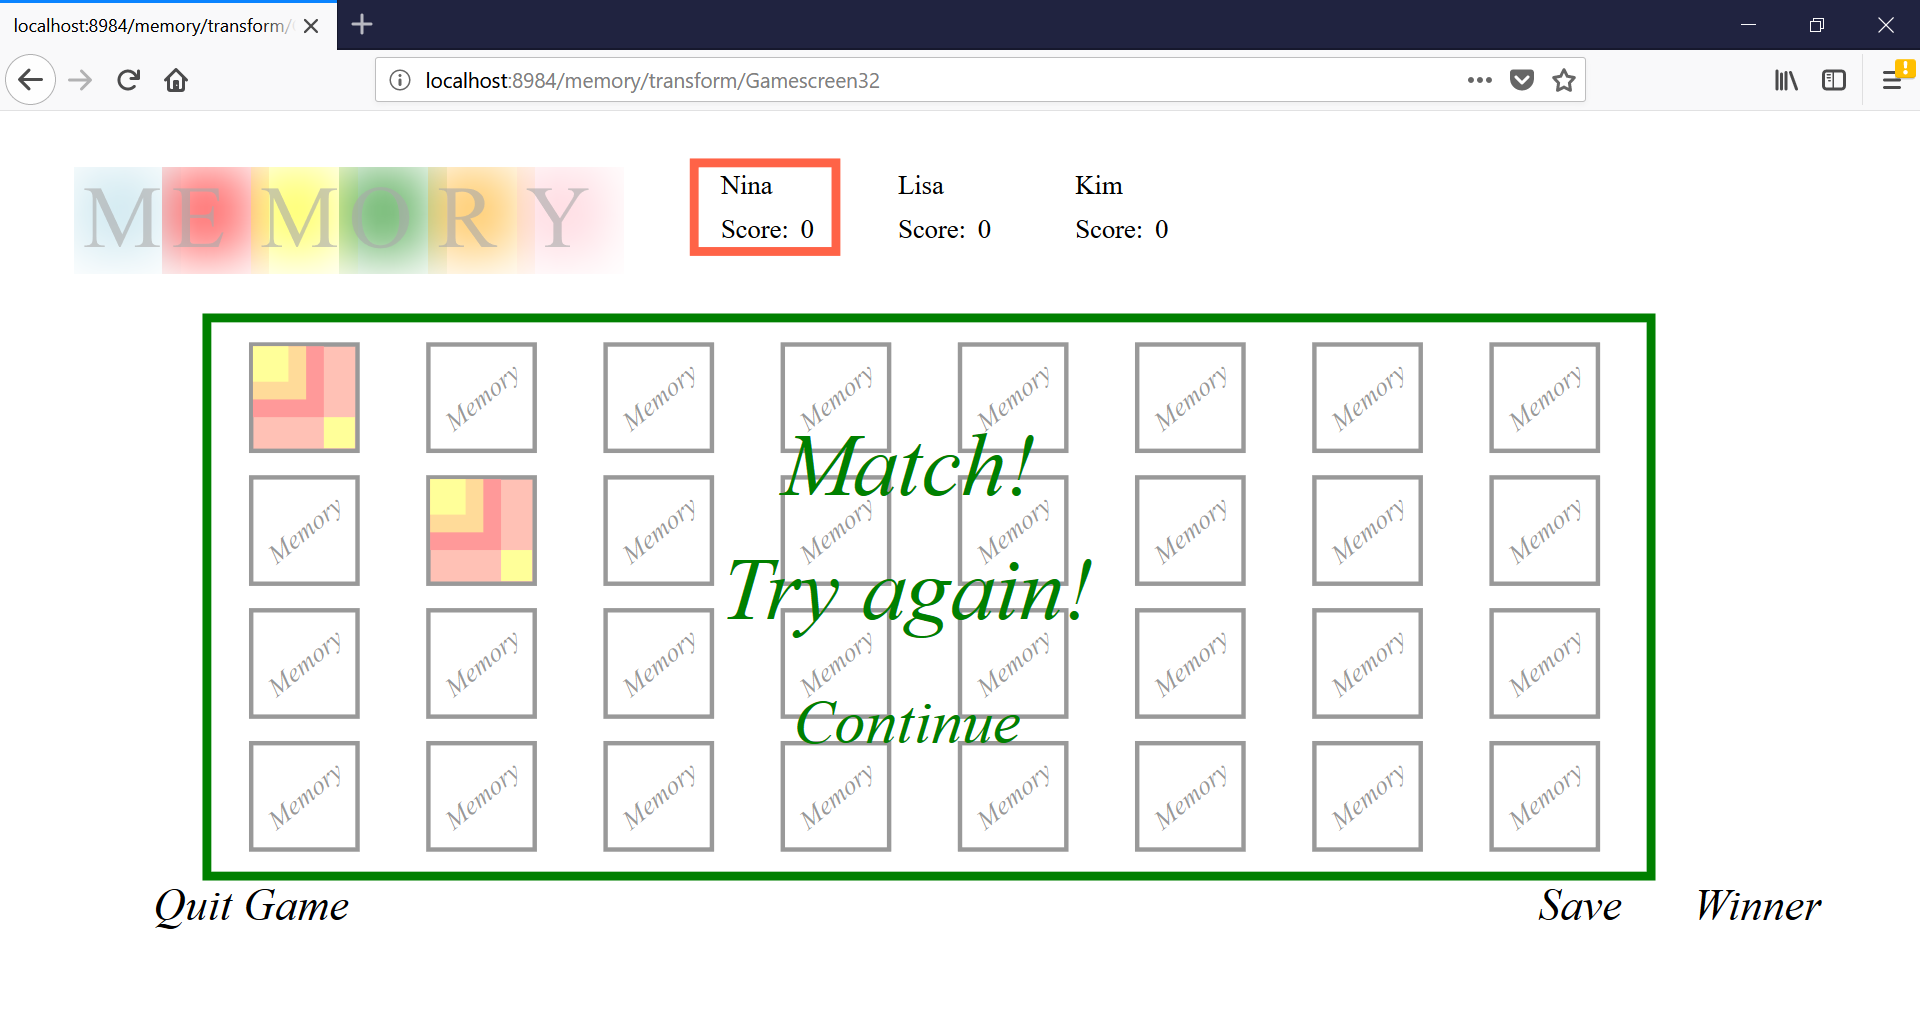 localhost:8984/memory/transform/
localhost:8984/memory/transform/Gamescreen32
MEMORY
Nina Lisa Kim
Score: 0 Score: 0 Score: 0
Memory Memory Memory Memory Memory Memory Memory
Match!
Memory Memory Memory Memory Memory Memory Memory
Try again!
Memory Memory Memory Memory Memory Memory Memory Memory
Continue
Memory Memory Memory Memory Memory Memory Memory Memory
Quit Game Save Winner